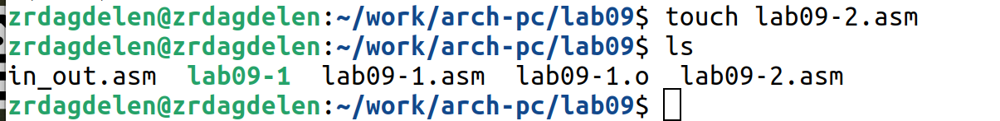 zrdagdelen@zrdagdelen:~/work/arch-pc/lab09$ touch lab09-2.asm
zrdagdelen@zrdagdelen:~/work/arch-pc/lab09$ ls
in_out.asm  lab09-1  lab09-1.asm  lab09-1.o  lab09-2.asm
zrdagdelen@zrdagdelen:~/work/arch-pc/lab09$